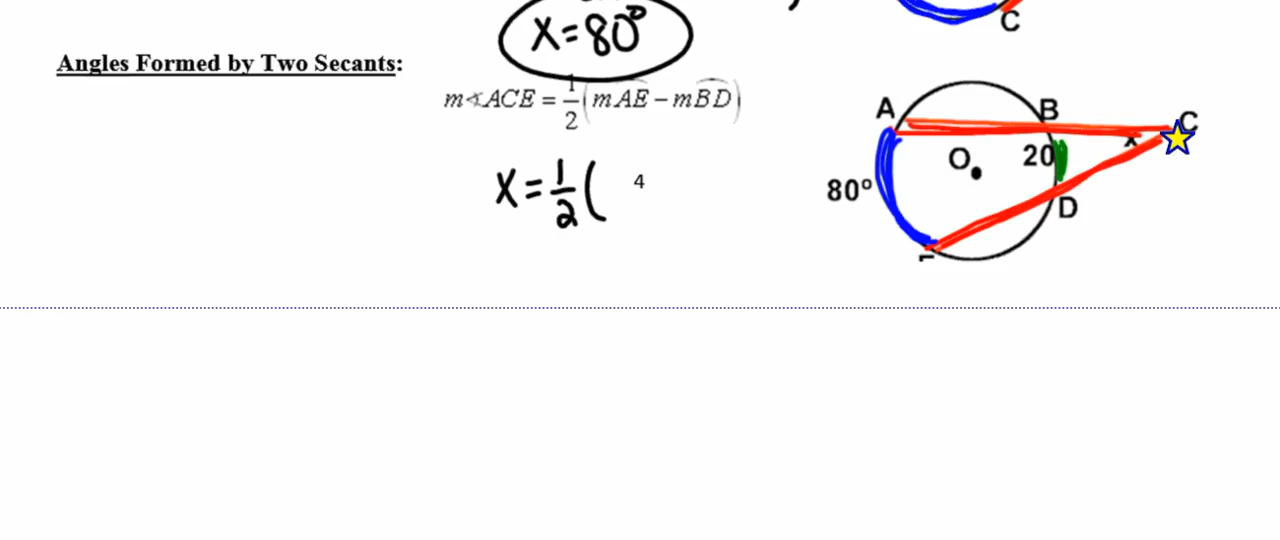 C
X=80°
Angles Formed by Two Secants:
m∢ACE = 1/2 (mAE − mBD)
A
B
C
x
O
20
80°
D
X = 1/2 ( 4